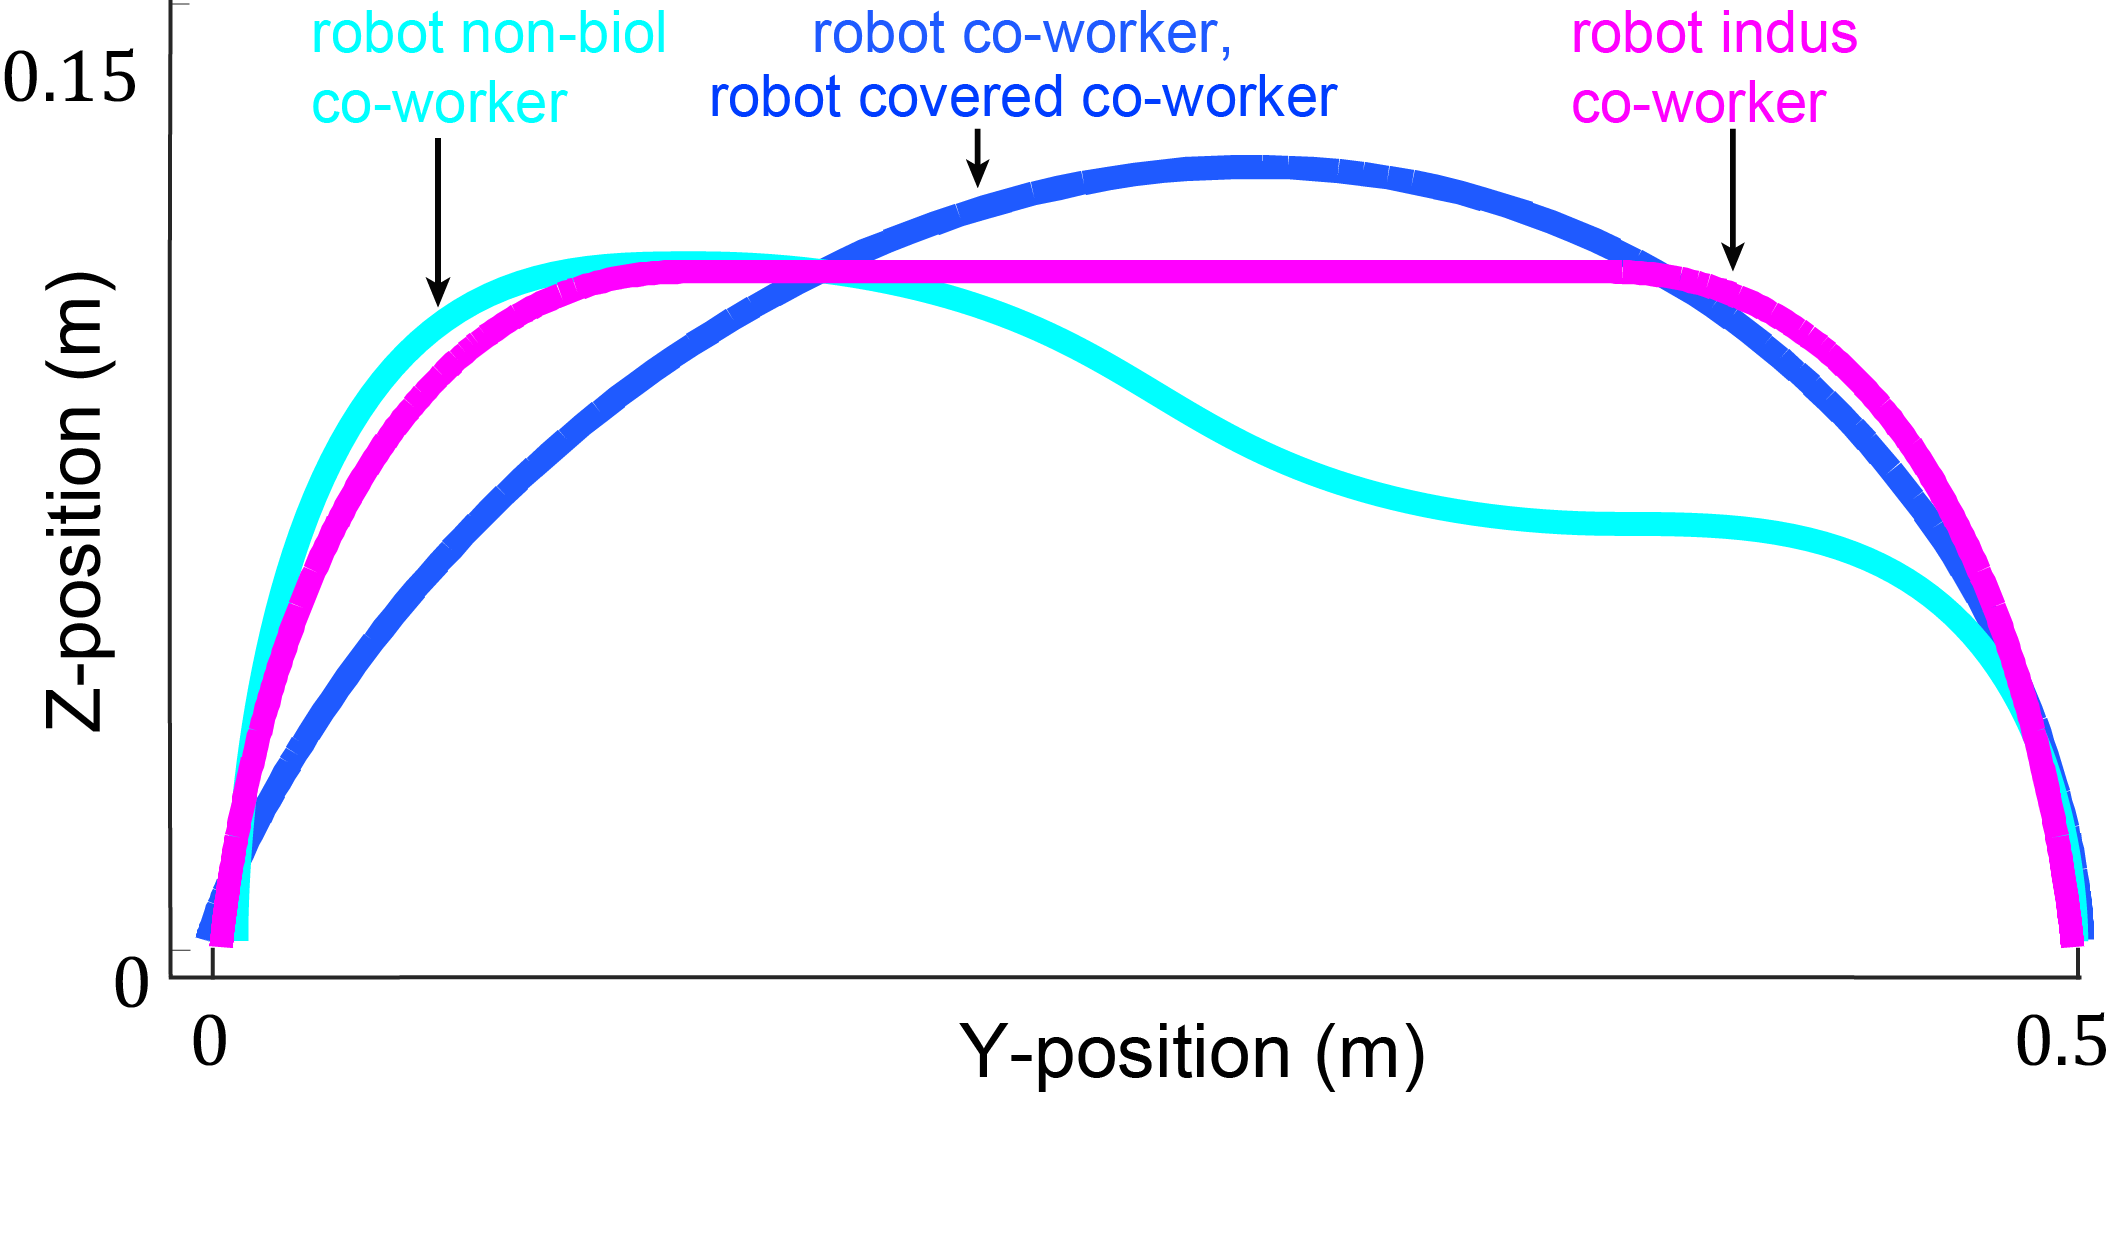 robot non-biol
co-worker
robot co-worker,
robot covered co-worker
robot indus
co-worker
0.15
Z-position (m)
0
0
Y-position (m)
0.5